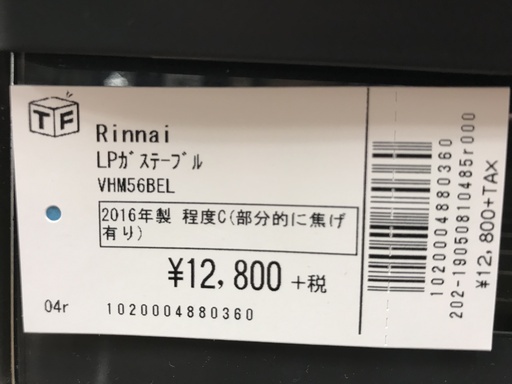 TF
Rinnai
LPｶﾞｽﾃｰﾌﾞﾙ
VHM56BEL
2016年製 程度C(部分的に焦げ
有り)
¥12,800 +税
04r
1020004880360
1020004880360
202-19050810485r000
¥12,800+TAX